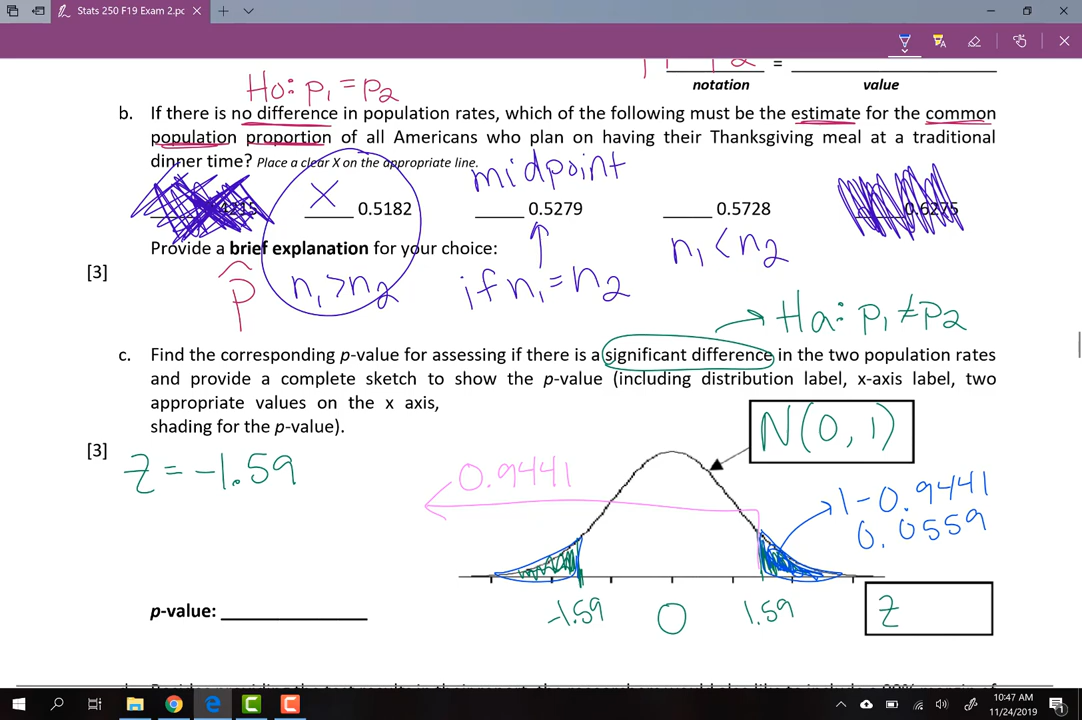 Stats 250 F19 Exam 2.pc
notation
=
value
Ho: p1 = p2
b. If there is no difference in population rates, which of the following must be the estimate for the common
population proportion of all Americans who plan on having their Thanksgiving meal at a traditional
dinner time? Place a clear X on the appropriate line.
midpoint
X 0.5182
0.5279
0.5728
0.6275
Provide a brief explanation for your choice:
[3]
p̂
n1 > n2
if n1 = n2
n1 < n2
Ha: p1 ≠ p2
c. Find the corresponding p-value for assessing if there is a significant difference in the two population rates
and provide a complete sketch to show the p-value (including distribution label, x-axis label, two
appropriate values on the x axis,
shading for the p-value).
[3]
z = -1.59
N(0,1)
0.9441
1-0.9441
0.0559
-1.59 0 1.59
z
p-value:
10:47 AM
11/24/2019